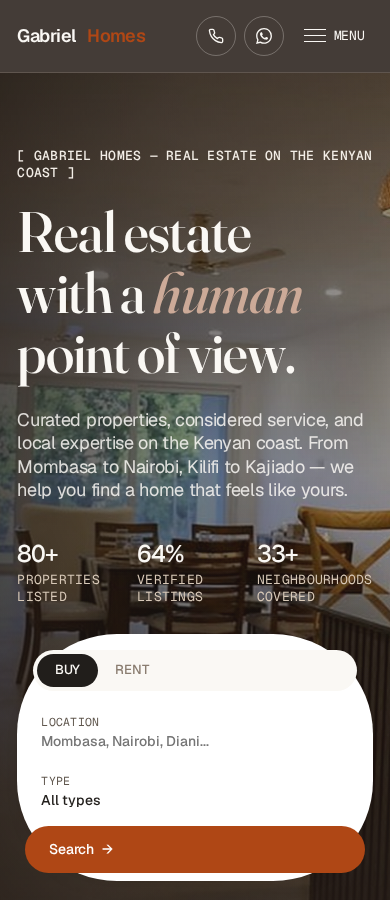 Gabriel Homes
MENU
[ GABRIEL HOMES — REAL ESTATE ON THE KENYAN
COAST ]
Real estate
with a human
point of view.
Curated properties, considered service, and
local expertise on the Kenyan coast. From
Mombasa to Nairobi, Kilifi to Kajiado — we
help you find a home that feels like yours.
80+ 64% 33+
PROPERTIES VERIFIED NEIGHBOURHOODS
LISTED LISTINGS COVERED
BUY RENT
LOCATION
Mombasa, Nairobi, Diani…
TYPE
All types
Search →